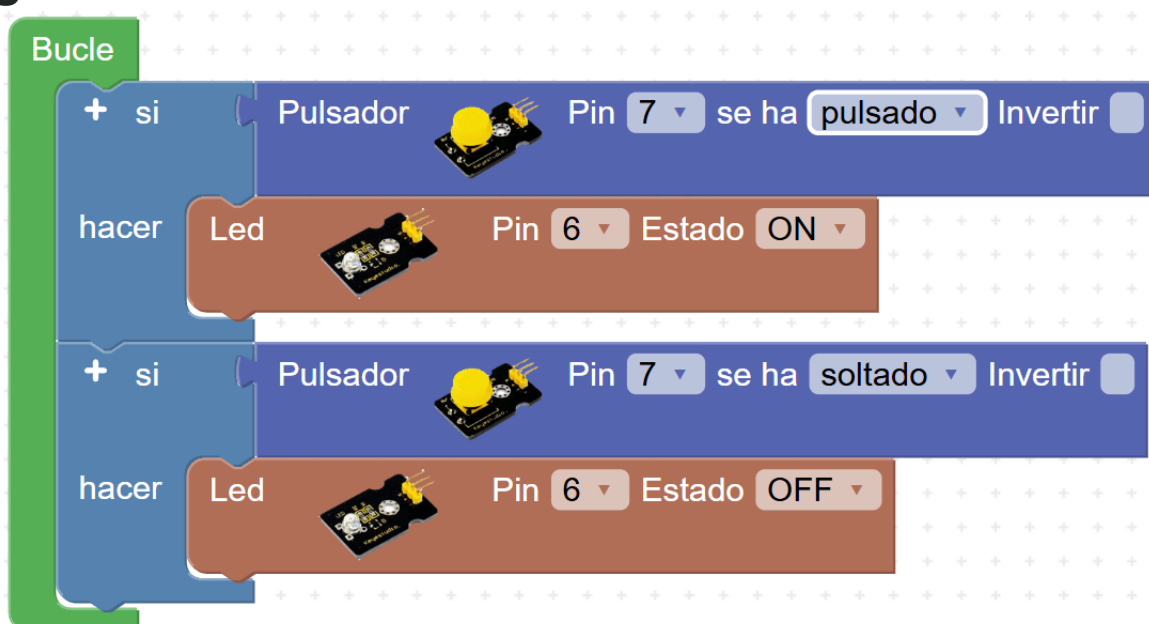 Bucle
+ si Pulsador Pin 7 se ha pulsado Invertir
hacer Led Pin 6 Estado ON
+ si Pulsador Pin 7 se ha soltado Invertir
hacer Led Pin 6 Estado OFF